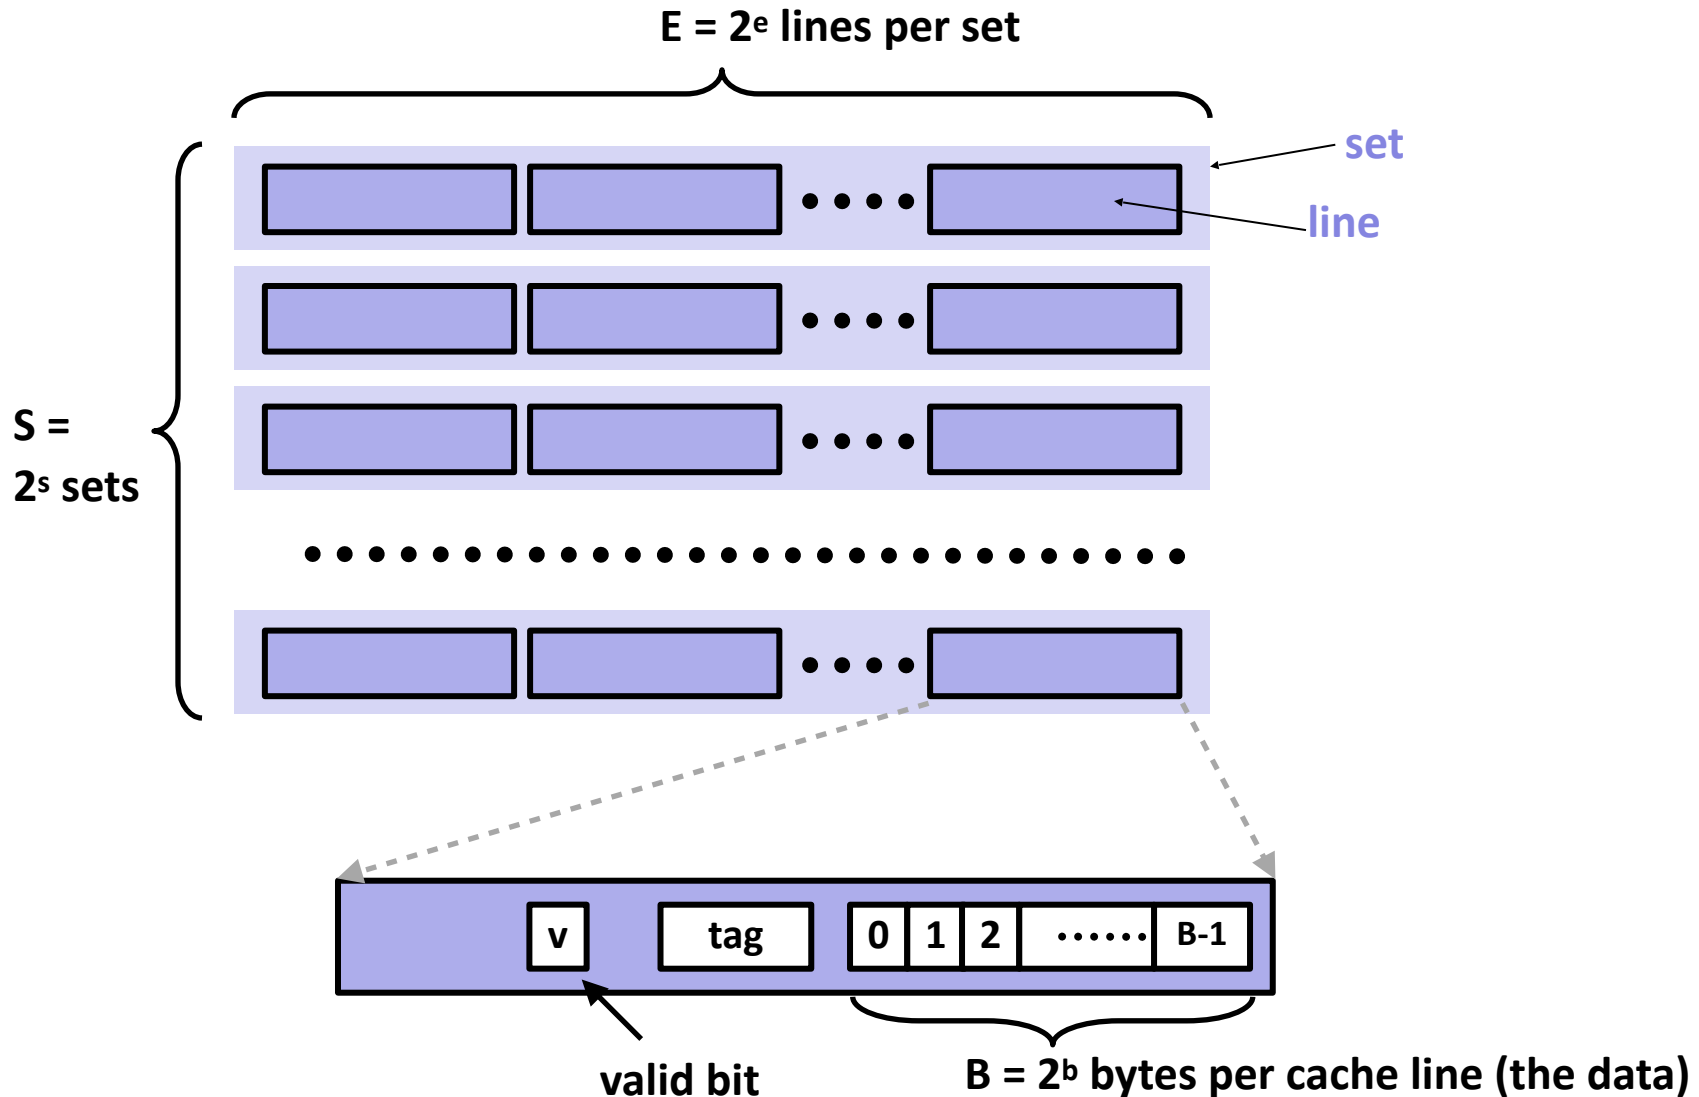 E = 2ᵉ lines per set
set
line
S =
2ˢ sets
v tag 0 1 2 ...... B-1
valid bit
B = 2ᵇ bytes per cache line (the data)